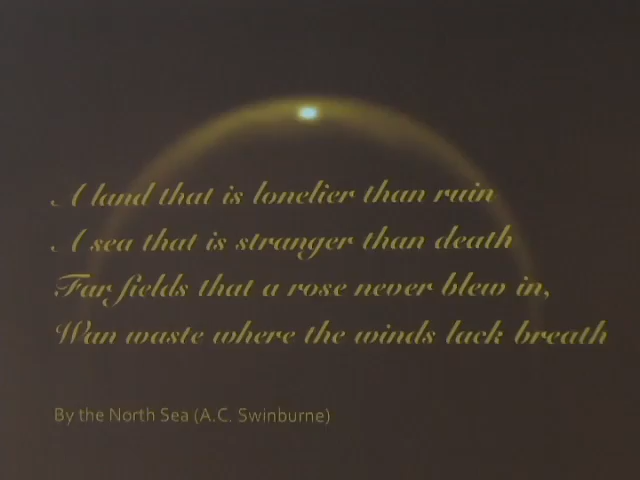 A land that is lonelier than ruin
A sea that is stranger than death
Far fields that a rose never blew in,
Wan waste where the winds lack breath
By the North Sea (A.C. Swinburne)